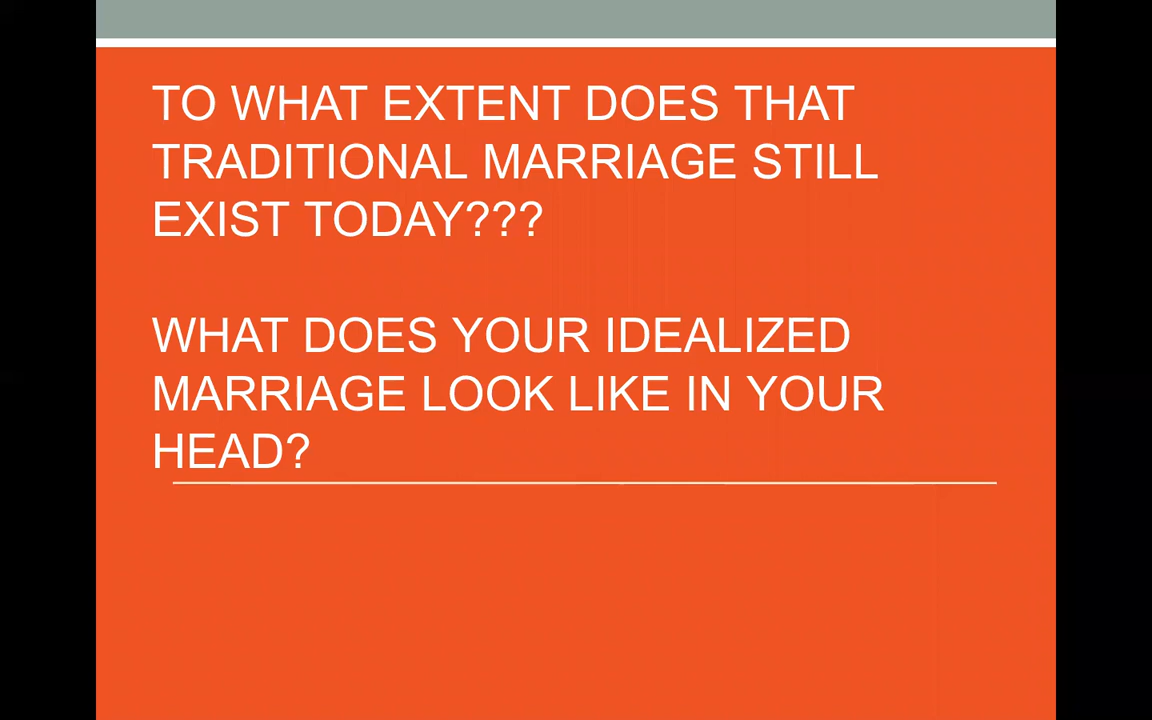 TO WHAT EXTENT DOES THAT
TRADITIONAL MARRIAGE STILL
EXIST TODAY???
WHAT DOES YOUR IDEALIZED
MARRIAGE LOOK LIKE IN YOUR
HEAD?